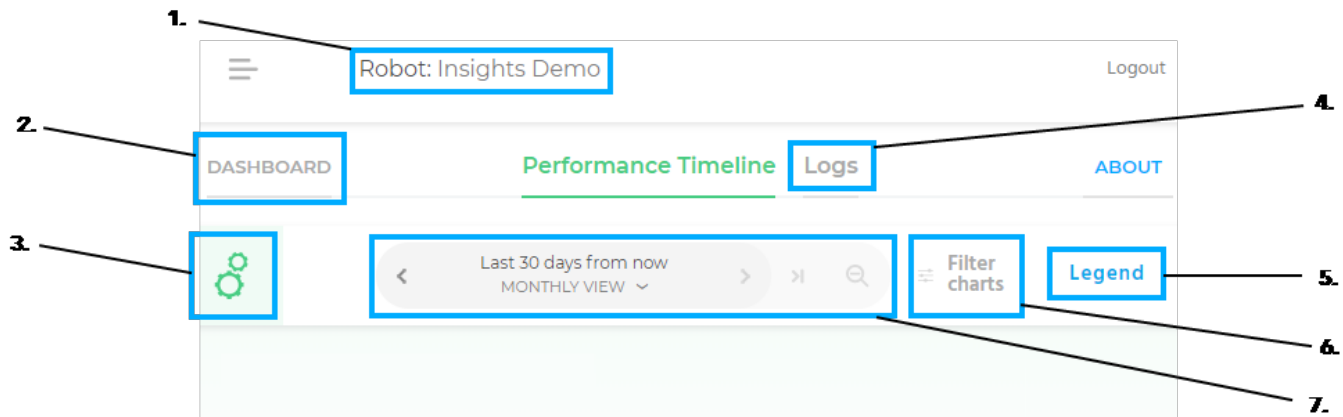 1.
Robot: Insights Demo
Logout
2.
4.
DASHBOARD
Performance Timeline
Logs
ABOUT
3.
Last 30 days from now
MONTHLY VIEW
Filter
charts
Legend
5.
6.
7.